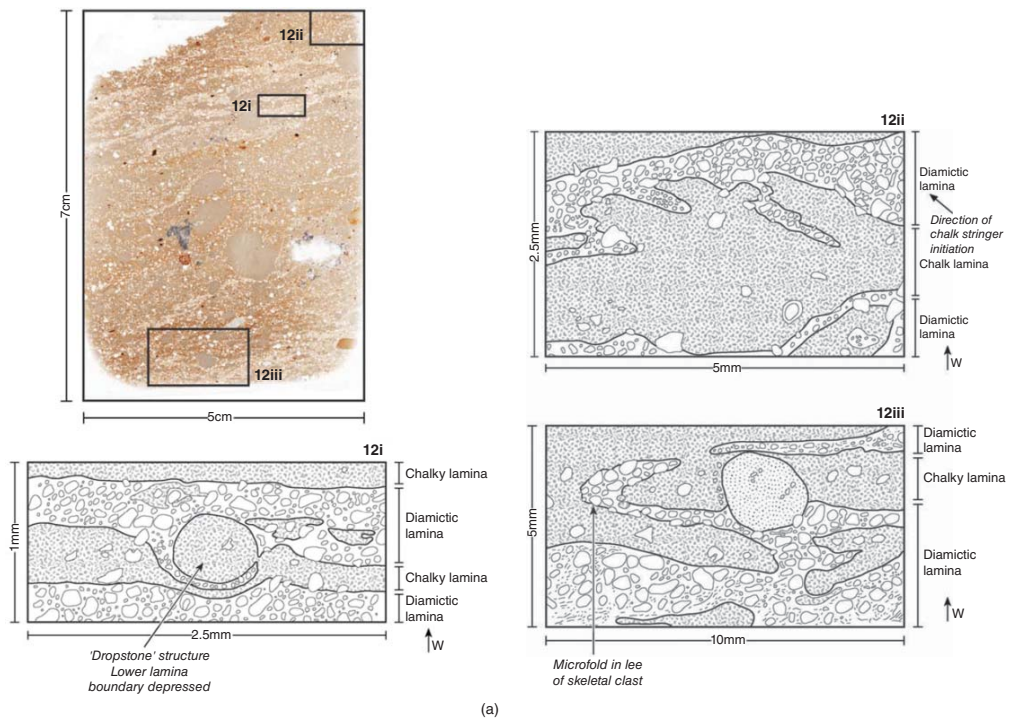 12ii
12i
7cm
12iii
5cm
12ii
2.5mm
Diamictic
lamina
Direction of
chalk stringer
initiation
Chalk lamina
Diamictic
lamina
W
5mm
12i
1mm
Chalky lamina
Diamictic
lamina
Chalky lamina
Diamictic
lamina
2.5mm
W
'Dropstone' structure
Lower lamina
boundary depressed
12iii
5mm
Diamictic
lamina
Chalky lamina
Diamictic
lamina
W
10mm
Microfold in lee
of skeletal clast
(a)